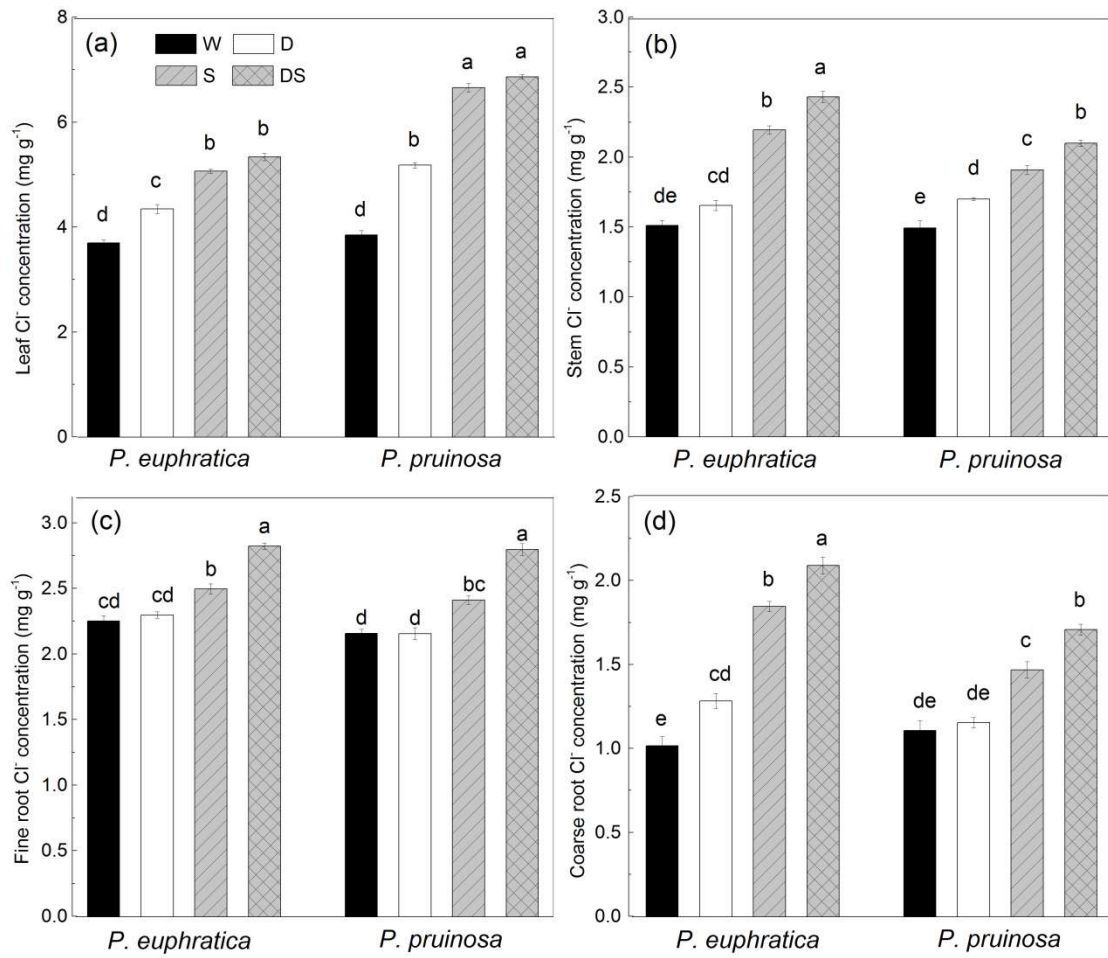 (a)
W D
S DS
Leaf Cl⁻ concentration (mg g⁻¹)
8
6
4
2
0
d c b b d b a a
P. euphratica P. pruinosa
(b)
Stem Cl⁻ concentration (mg g⁻¹)
3.0
2.5
2.0
1.5
1.0
0.5
0.0
de cd b a e d c b
P. euphratica P. pruinosa
(c)
Fine root Cl⁻ concentration (mg g⁻¹)
3.0
2.5
2.0
1.5
1.0
0.5
0.0
cd cd b a d d bc a
P. euphratica P. pruinosa
(d)
Coarse root Cl⁻ concentration (mg g⁻¹)
2.5
2.0
1.5
1.0
0.5
0.0
e cd b a de de c b
P. euphratica P. pruinosa